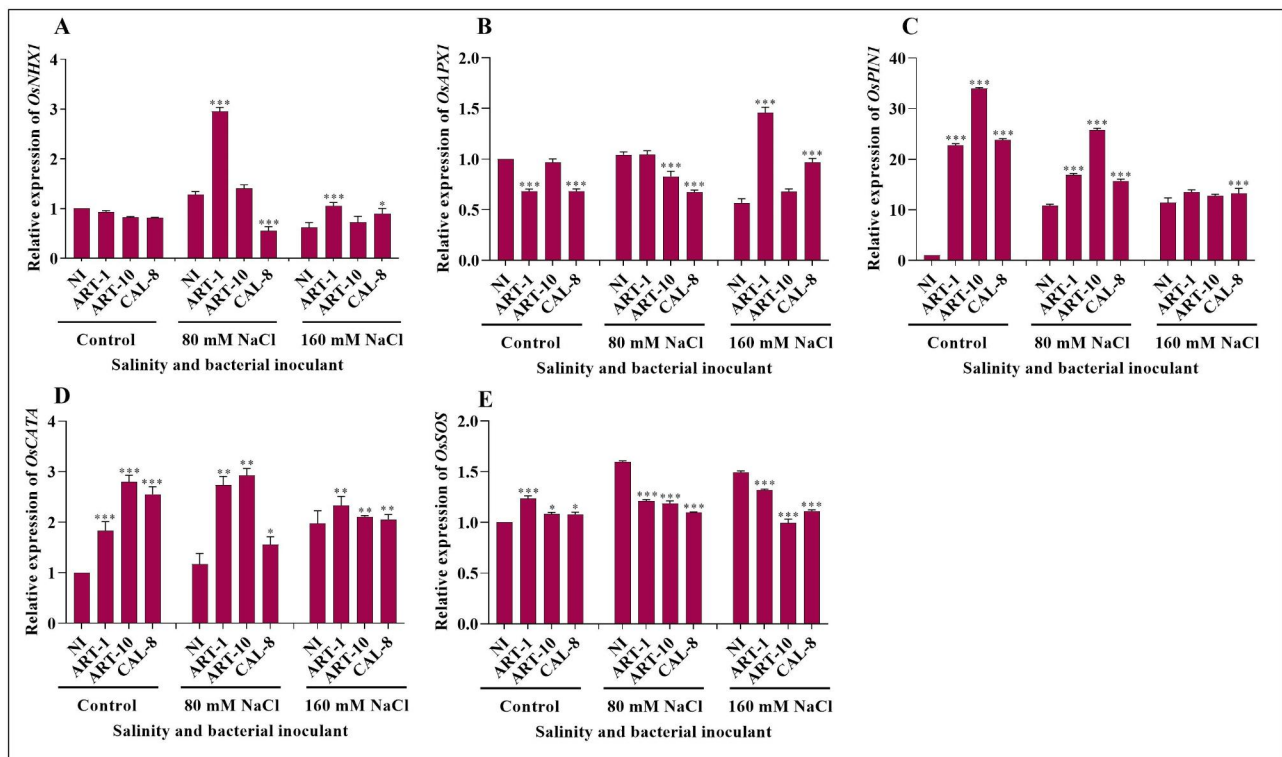 A
Relative expression of OsNHX1
4
3
2
1
0
***
***
***
*
NI
ART-1
ART-10
CAL-8
NI
ART-1
ART-10
CAL-8
NI
ART-1
ART-10
CAL-8
Control
80 mM NaCl
160 mM NaCl
Salinity and bacterial inoculant
B
Relative expression of OsAPX1
2.0
1.5
1.0
0.5
0.0
***
***
***
***
***
***
NI
ART-1
ART-10
CAL-8
NI
ART-1
ART-10
CAL-8
NI
ART-1
ART-10
CAL-8
Control
80 mM NaCl
160 mM NaCl
Salinity and bacterial inoculant
C
Relative expression of OsPIN1
40
30
20
10
0
***
***
***
***
***
***
***
NI
ART-1
ART-10
CAL-8
NI
ART-1
ART-10
CAL-8
NI
ART-1
ART-10
CAL-8
Control
80 mM NaCl
160 mM NaCl
Salinity and bacterial inoculant
D
Relative expression of OsCATA
4
3
2
1
0
***
***
***
**
**
*
**
**
**
NI
ART-1
ART-10
CAL-8
NI
ART-1
ART-10
CAL-8
NI
ART-1
ART-10
CAL-8
Control
80 mM NaCl
160 mM NaCl
Salinity and bacterial inoculant
E
Relative expression of OsSOS
2.0
1.5
1.0
0.5
0.0
***
*
*
***
***
***
***
***
***
NI
ART-1
ART-10
CAL-8
NI
ART-1
ART-10
CAL-8
NI
ART-1
ART-10
CAL-8
Control
80 mM NaCl
160 mM NaCl
Salinity and bacterial inoculant